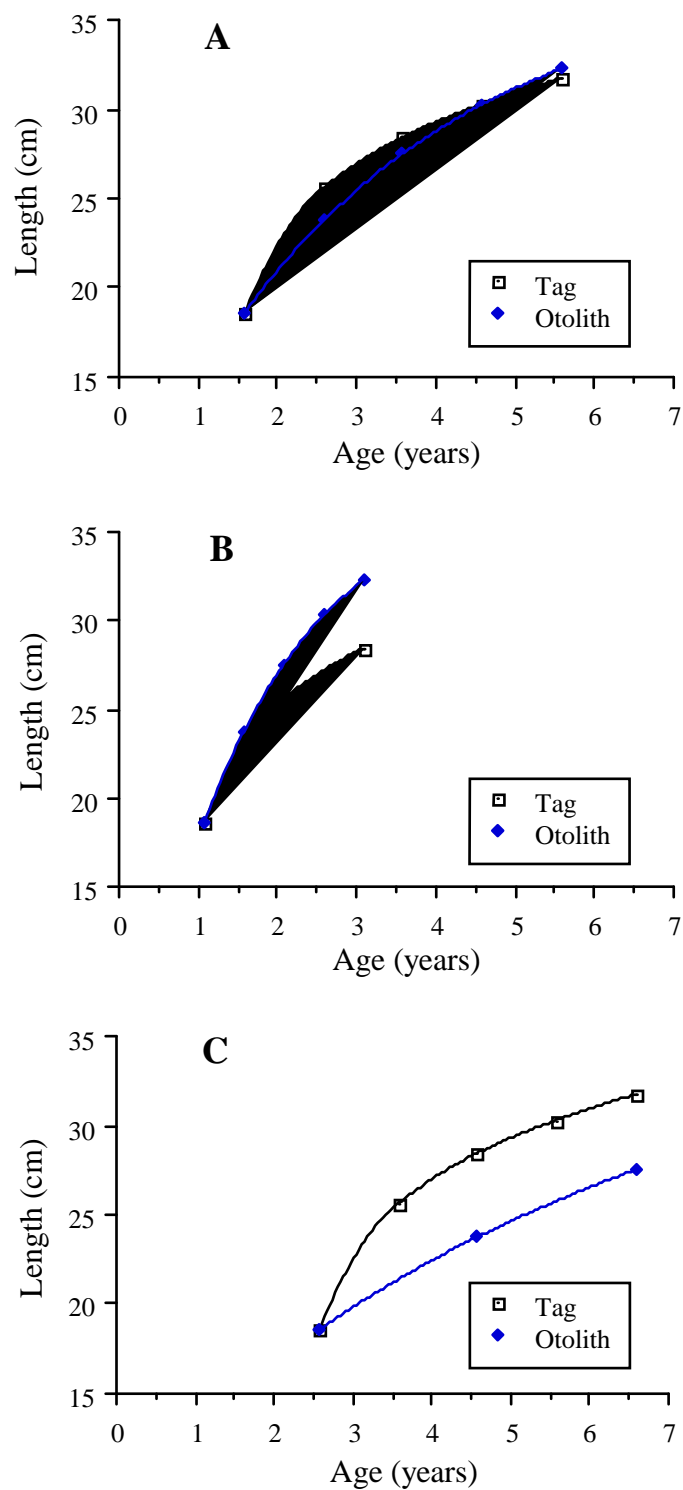 A
35
30
25
20
15
Length (cm)
Tag
Otolith
0 1 2 3 4 5 6 7
Age (years)
B
35
30
25
20
15
Length (cm)
Tag
Otolith
0 1 2 3 4 5 6 7
Age (years)
C
35
30
25
20
15
Length (cm)
Tag
Otolith
0 1 2 3 4 5 6 7
Age (years)